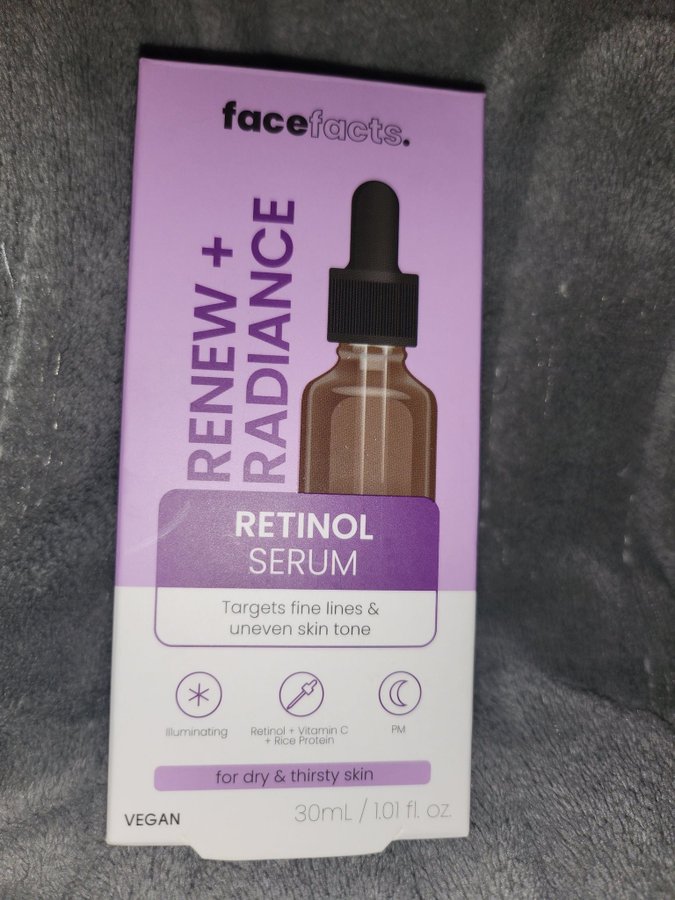 facefacts.
RENEW +
RADIANCE
RETINOL
SERUM
Targets fine lines &
uneven skin tone
Illuminating
Retinol + Vitamin C
+ Rice Protein
PM
for dry & thirsty skin
VEGAN
30mL / 1.01 fl. oz.